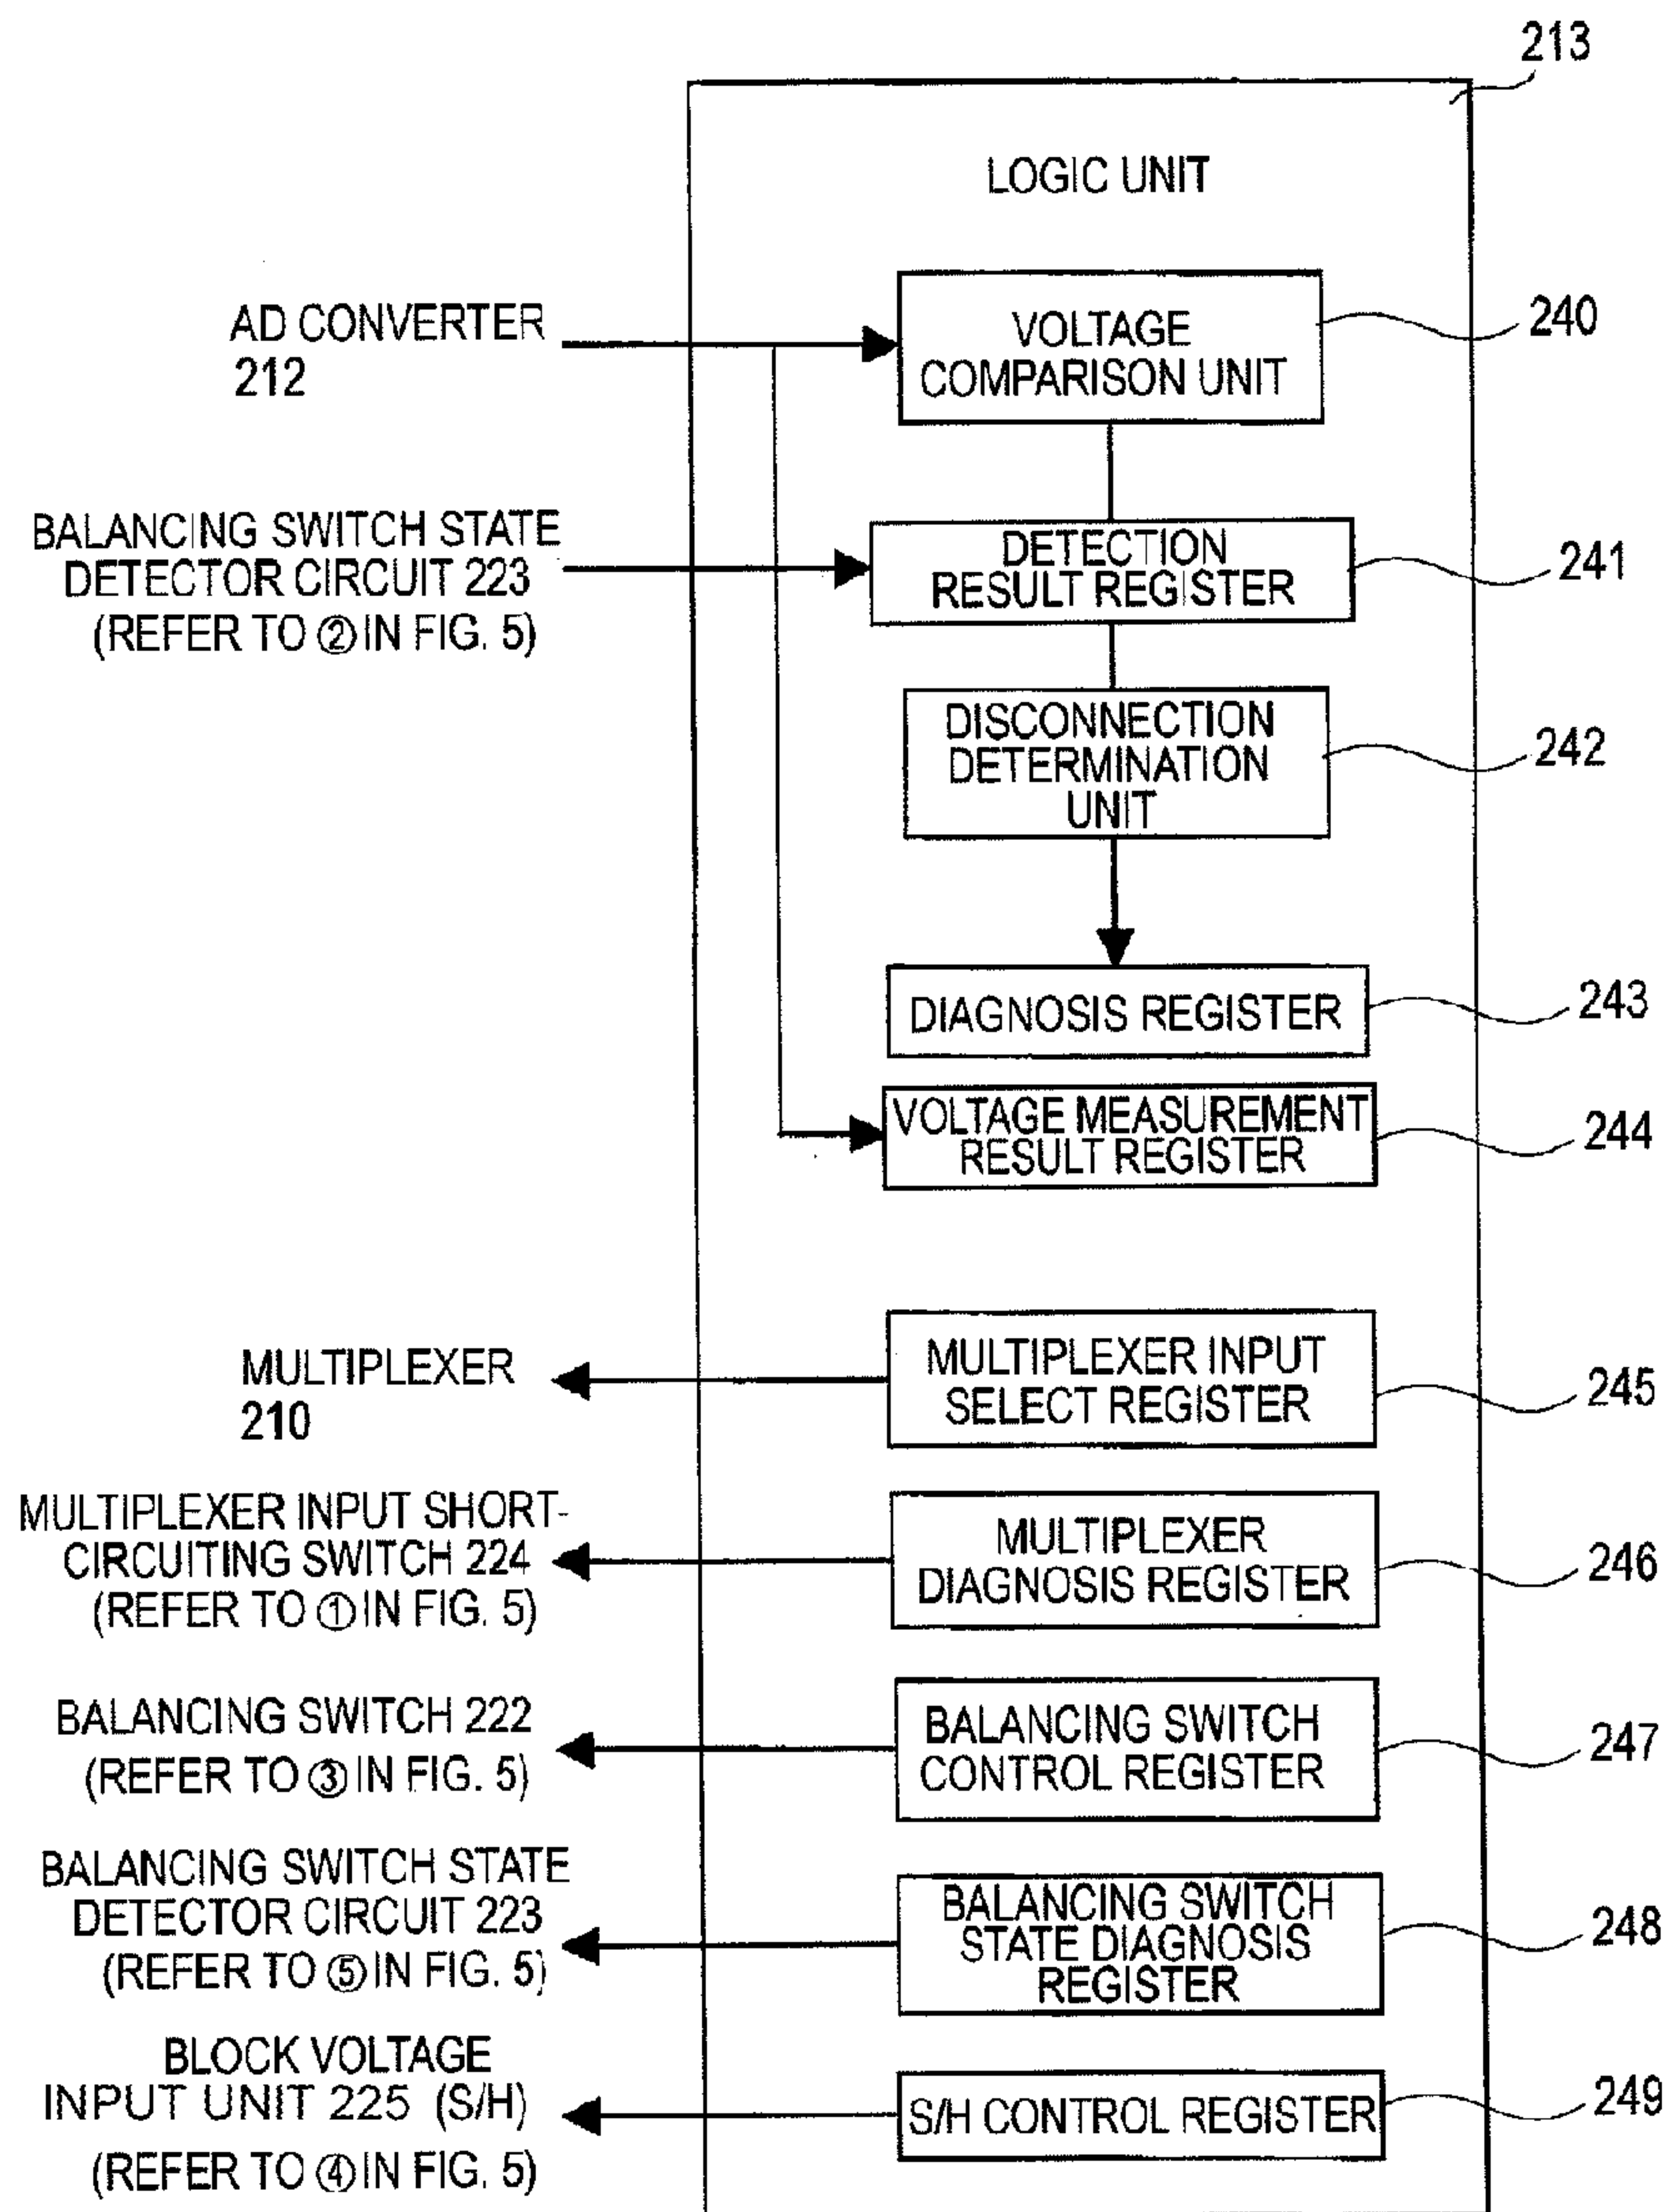 213
LOGIC UNIT
AD CONVERTER
212
VOLTAGE
COMPARISON UNIT
240
BALANCING SWITCH STATE
DETECTOR CIRCUIT 223
(REFER TO ② IN FIG. 5)
DETECTION
RESULT REGISTER
241
DISCONNECTION
DETERMINATION
UNIT
242
DIAGNOSIS REGISTER
243
VOLTAGE MEASUREMENT
RESULT REGISTER
244
MULTIPLEXER
210
MULTIPLEXER INPUT
SELECT REGISTER
245
MULTIPLEXER INPUT SHORT-
CIRCUITING SWITCH 224
(REFER TO ① IN FIG. 5)
MULTIPLEXER
DIAGNOSIS REGISTER
246
BALANCING SWITCH 222
(REFER TO ③ IN FIG. 5)
BALANCING SWITCH
CONTROL REGISTER
247
BALANCING SWITCH STATE
DETECTOR CIRCUIT 223
(REFER TO ⑤ IN FIG. 5)
BALANCING SWITCH
STATE DIAGNOSIS
REGISTER
248
BLOCK VOLTAGE
INPUT UNIT 225 (S/H)
(REFER TO ④ IN FIG. 5)
S/H CONTROL REGISTER
249